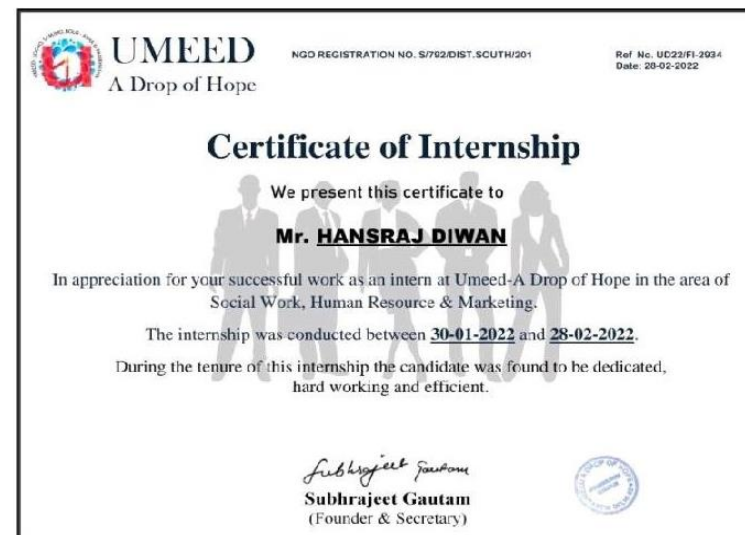 UMEED
A Drop of Hope
NGO REGISTRATION NO. S/792/DIST.SOUTH/201
Ref No. UD22/FI-2934
Date: 28-02-2022
Certificate of Internship
We present this certificate to
Mr. HANSRAJ DIWAN
In appreciation for your successful work as an intern at Umeed-A Drop of Hope in the area of
Social Work, Human Resource & Marketing.
The internship was conducted between 30-01-2022 and 28-02-2022.
During the tenure of this internship the candidate was found to be dedicated,
hard working and efficient.
Subhrajeet Gautam
Subhrajeet Gautam
(Founder & Secretary)